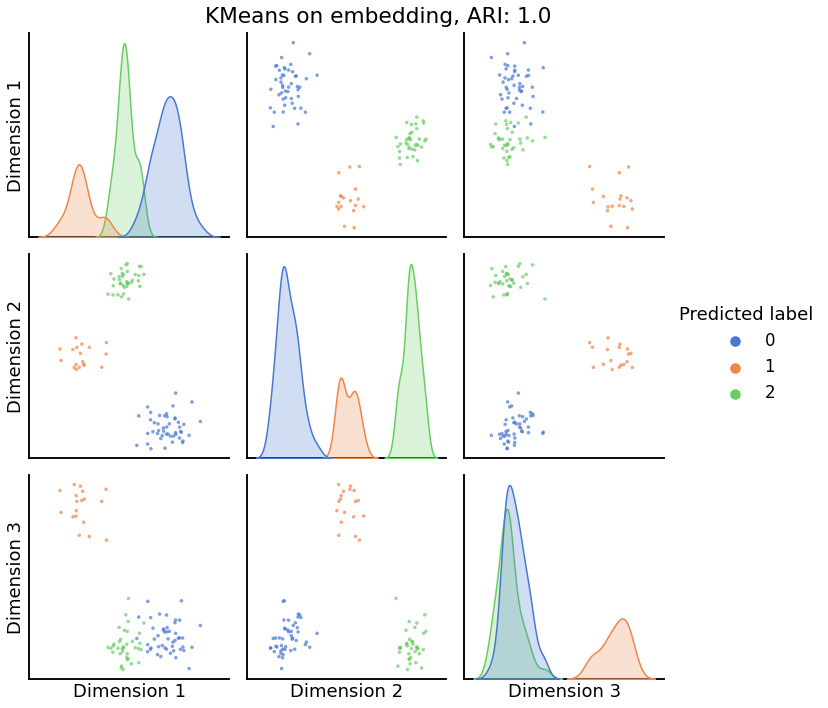 KMeans on embedding, ARI: 1.0
Dimension 1
Dimension 2
Dimension 3
Predicted label
0
1
2
Dimension 1
Dimension 2
Dimension 3